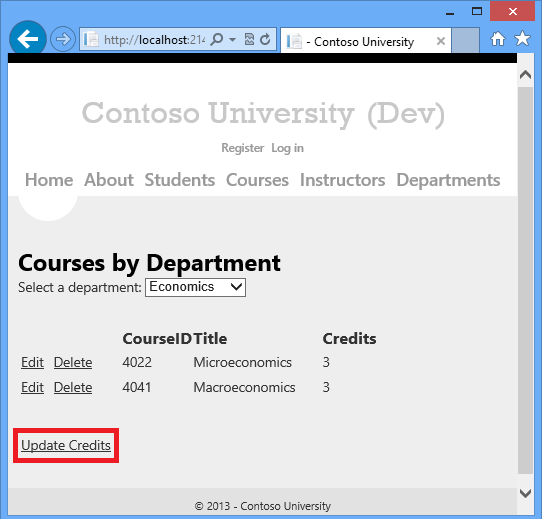 http://localhost:214
- Contoso University
Contoso University (Dev)
Register Log in
Home About Students Courses Instructors Departments
Courses by Department
Select a department: Economics
CourseID Title Credits
Edit Delete 4022 Microeconomics 3
Edit Delete 4041 Macroeconomics 3
Update Credits
© 2013 - Contoso University